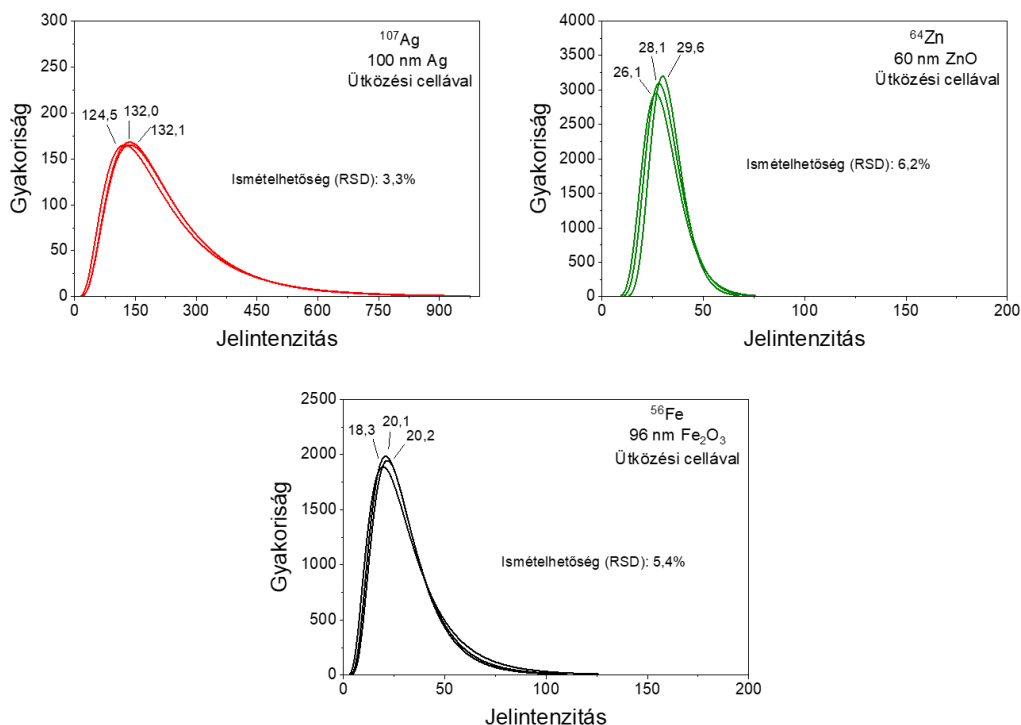 300
250
200
150
100
50
0
Gyakoriság
¹⁰⁷Ag
100 nm Ag
Ütközési cellával
124,5
132,0
132,1
Ismételhetőség (RSD): 3,3%
0 150 300 450 600 750 900
Jelintenzitás
4000
3500
3000
2500
2000
1500
1000
500
0
Gyakoriság
⁶⁴Zn
60 nm ZnO
Ütközési cellával
28,1
29,6
26,1
Ismételhetőség (RSD): 6,2%
0 50 100 150 200
Jelintenzitás
2500
2000
1500
1000
500
0
Gyakoriság
⁵⁶Fe
96 nm Fe₂O₃
Ütközési cellával
18,3
20,1
20,2
Ismételhetőség (RSD): 5,4%
0 50 100 150 200
Jelintenzitás